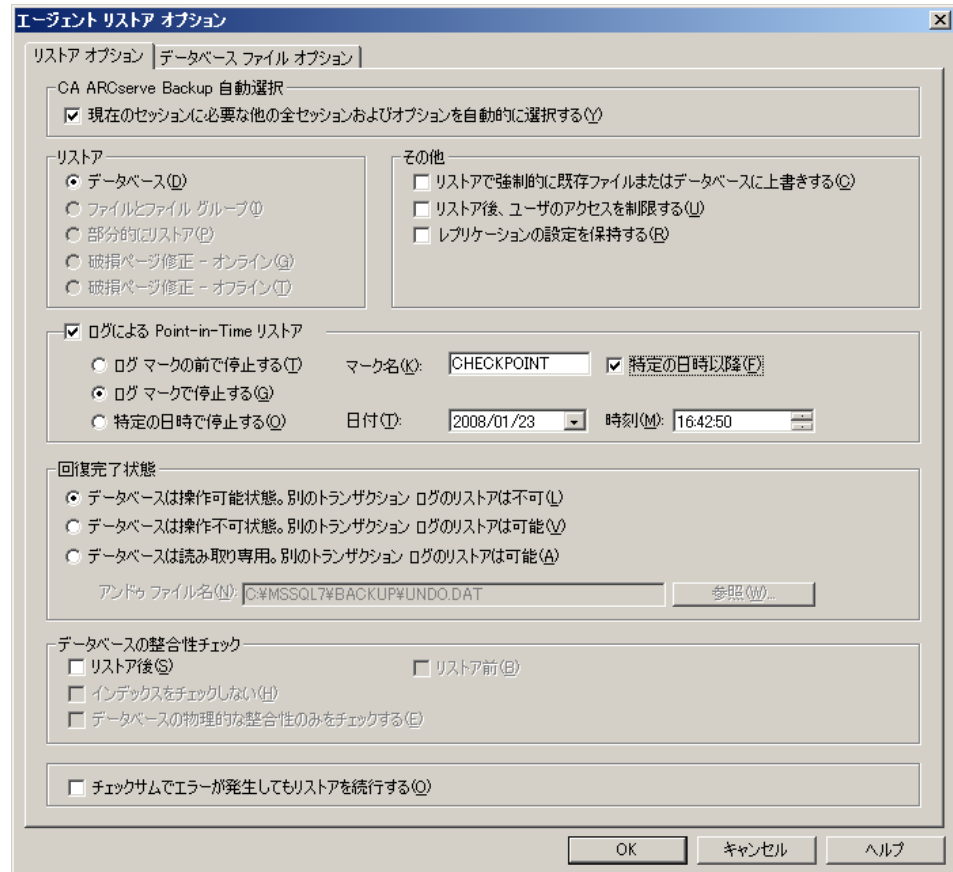 エージェント リストア オプション
リストア オプション データベース ファイル オプション
CA ARCserve Backup 自動選択
現在のセッションに必要な他の全セッションおよびオプションを自動的に選択する(Y)
リストア
データベース(D)
ファイルとファイル グループ(I)
部分的にリストア(P)
破損ページ修正 - オンライン(G)
破損ページ修正 - オフライン(T)
その他
リストアで強制的に既存ファイルまたはデータベースに上書きする(C)
リストア後、ユーザのアクセスを制限する(U)
レプリケーションの設定を保持する(R)
ログによる Point-in-Time リストア
ログ マークの前で停止する(T) マーク名(K): CHECKPOINT 特定の日時以降(F)
ログ マークで停止する(G)
特定の日時で停止する(O) 日付(T): 2008/01/23 時刻(M): 16:42:50
回復完了状態
データベースは操作可能状態。別のトランザクション ログのリストアは不可(L)
データベースは操作不可状態。別のトランザクション ログのリストアは可能(V)
データベースは読み取り専用。別のトランザクション ログのリストアは可能(A)
アンドゥ ファイル名(N): C:¥MSSQL7¥BACKUP¥UNDO.DAT 参照(W)...
データベースの整合性チェック
リストア後(S) リストア前(B)
インデックスをチェックしない(H)
データベースの物理的な整合性のみをチェックする(E)
チェックサムでエラーが発生してもリストアを続行する(O)
OK キャンセル ヘルプ